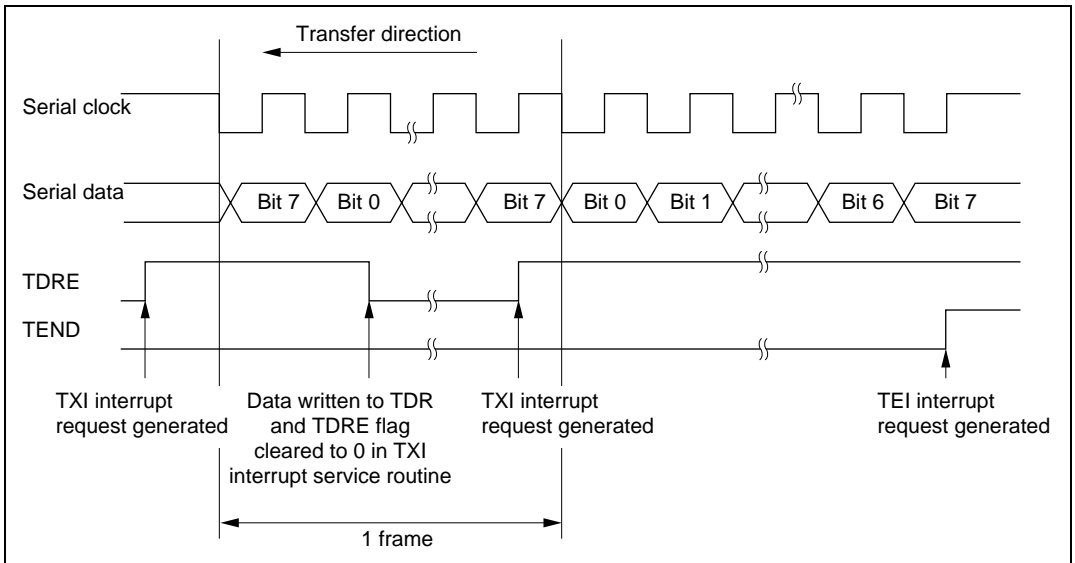 Transfer direction
Serial clock
Serial data
Bit 7
Bit 0
Bit 7
Bit 0
Bit 1
Bit 6
Bit 7
TDRE
TEND
TXI interrupt
request generated
Data written to TDR
and TDRE flag
cleared to 0 in TXI
interrupt service routine
TXI interrupt
request generated
TEI interrupt
request generated
1 frame